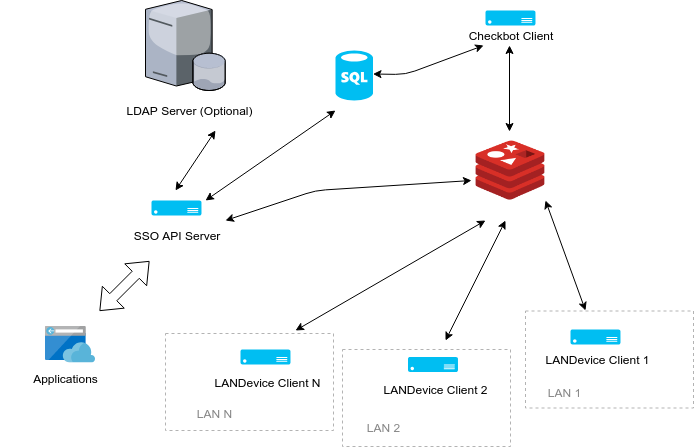 Checkbot Client
SQL
LDAP Server (Optional)
SSO API Server
Applications
LANDevice Client 1
LAN 1
LANDevice Client N
LAN N
LANDevice Client 2
LAN 2